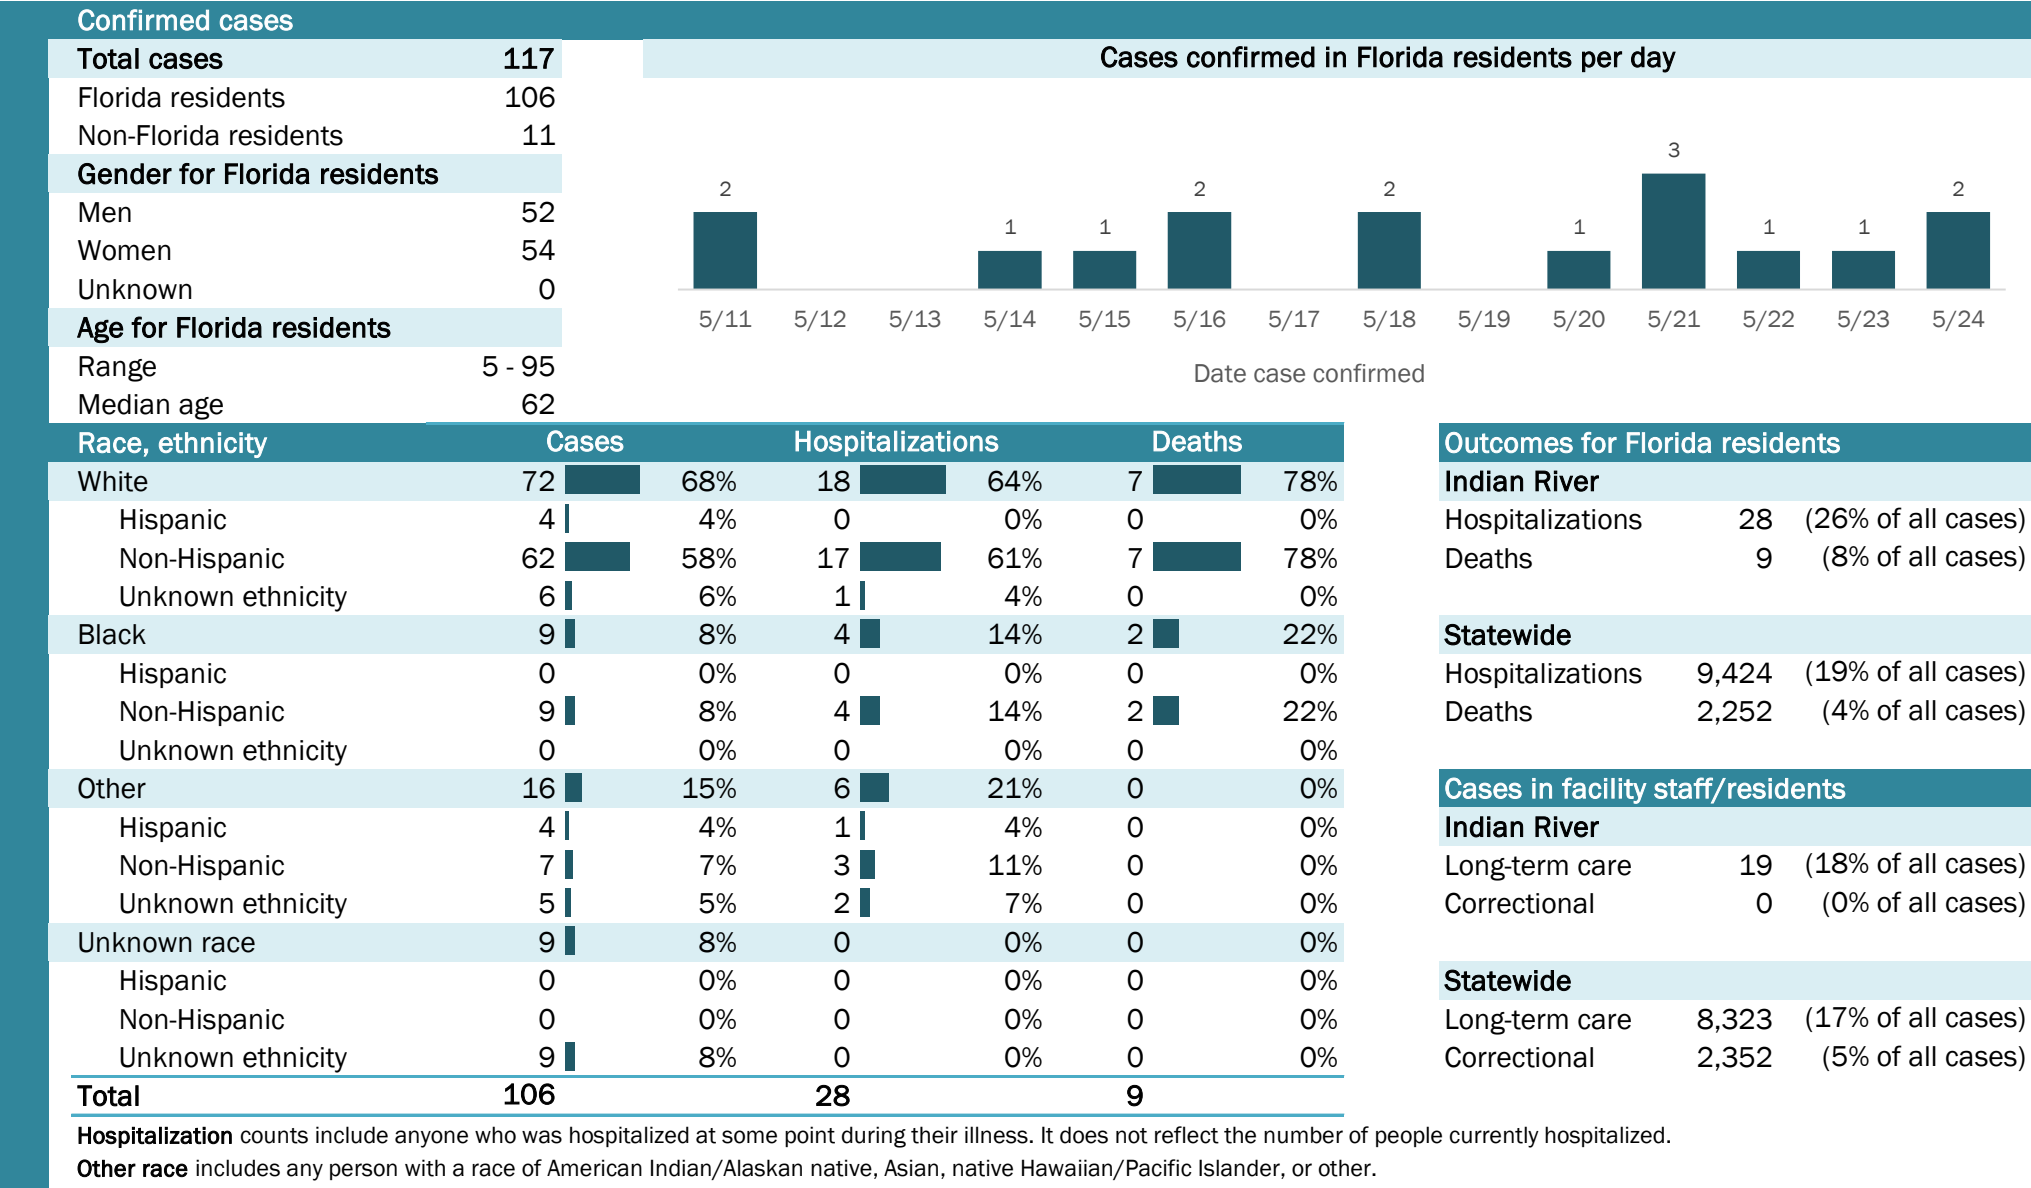 Confirmed cases
Total cases 117
Florida residents 106
Non-Florida residents 11
Gender for Florida residents
Men 52
Women 54
Unknown 0
Age for Florida residents
Range 5 - 95
Median age 62
Cases confirmed in Florida residents per day
2 1 1 2 2 1 3 1 1 2
5/11 5/12 5/13 5/14 5/15 5/16 5/17 5/18 5/19 5/20 5/21 5/22 5/23 5/24
Date case confirmed
Race, ethnicity Cases Hospitalizations Deaths
White 72 68% 18 64% 7 78%
Hispanic 4 4% 0 0% 0 0%
Non-Hispanic 62 58% 17 61% 7 78%
Unknown ethnicity 6 6% 1 4% 0 0%
Black 9 8% 4 14% 2 22%
Hispanic 0 0% 0 0% 0 0%
Non-Hispanic 9 8% 4 14% 2 22%
Unknown ethnicity 0 0% 0 0% 0 0%
Other 16 15% 6 21% 0 0%
Hispanic 4 4% 1 4% 0 0%
Non-Hispanic 7 7% 3 11% 0 0%
Unknown ethnicity 5 5% 2 7% 0 0%
Unknown race 9 8% 0 0% 0 0%
Hispanic 0 0% 0 0% 0 0%
Non-Hispanic 0 0% 0 0% 0 0%
Unknown ethnicity 9 8% 0 0% 0 0%
Total 106 28 9
Outcomes for Florida residents
Indian River
Hospitalizations 28 (26% of all cases)
Deaths 9 (8% of all cases)
Statewide
Hospitalizations 9,424 (19% of all cases)
Deaths 2,252 (4% of all cases)
Cases in facility staff/residents
Indian River
Long-term care 19 (18% of all cases)
Correctional 0 (0% of all cases)
Statewide
Long-term care 8,323 (17% of all cases)
Correctional 2,352 (5% of all cases)
Hospitalization counts include anyone who was hospitalized at some point during their illness. It does not reflect the number of people currently hospitalized.
Other race includes any person with a race of American Indian/Alaskan native, Asian, native Hawaiian/Pacific Islander, or other.